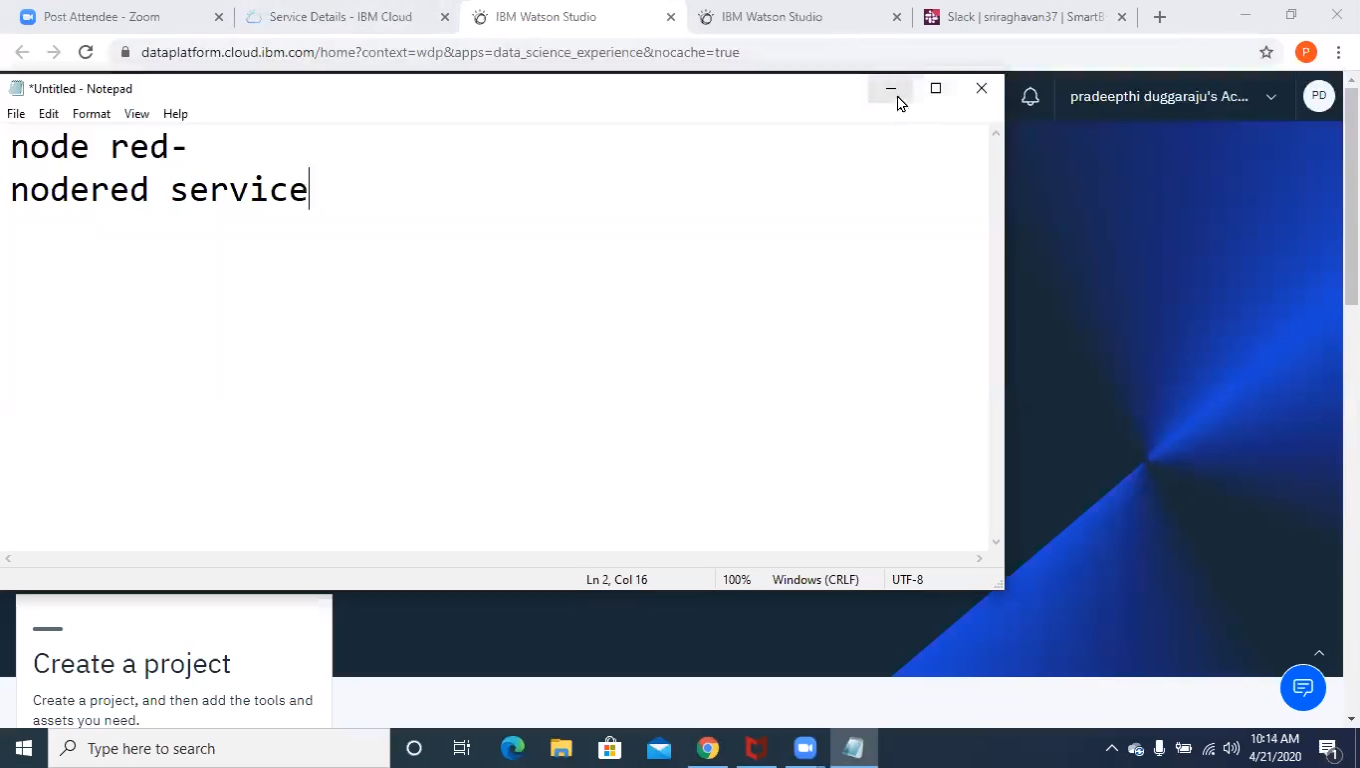 Post Attendee - Zoom
Service Details - IBM Cloud
IBM Watson Studio
IBM Watson Studio
Slack | sriraghavan37 | SmartB
dataplatform.cloud.ibm.com/home?context=wdp&apps=data_science_experience&nocache=true
P
*Untitled - Notepad
pradeepthi duggaraju's Ac...
PD
File Edit Format View Help
node red-
nodered service
Ln 2, Col 16
100%
Windows (CRLF)
UTF-8
Create a project
Create a project, and then add the tools and
assets you need.
Type here to search
10:14 AM
4/21/2020
1